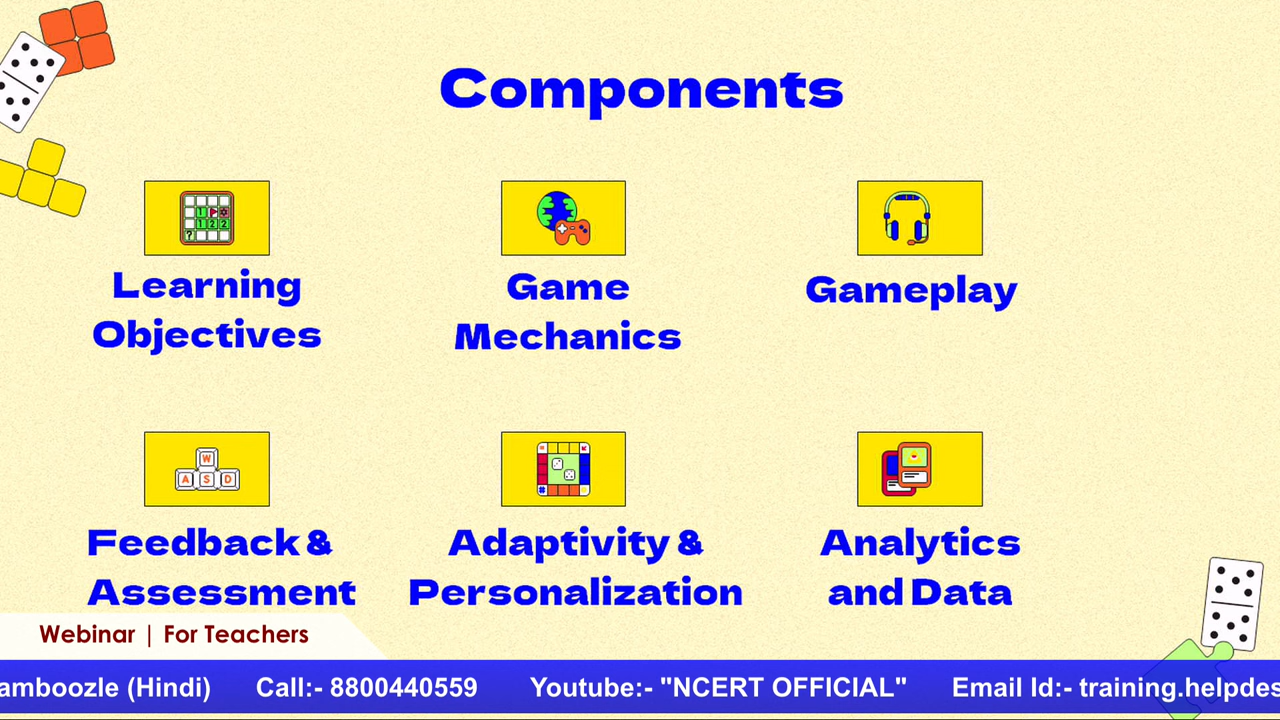 Components
Learning
Objectives
Game
Mechanics
Gameplay
Feedback &
Assessment
Adaptivity &
Personalization
Analytics
and Data
W
A S D
Webinar | For Teachers
amboozle (Hindi) Call:- 8800440559 Youtube:- "NCERT OFFICIAL" Email Id:- training.helpdes